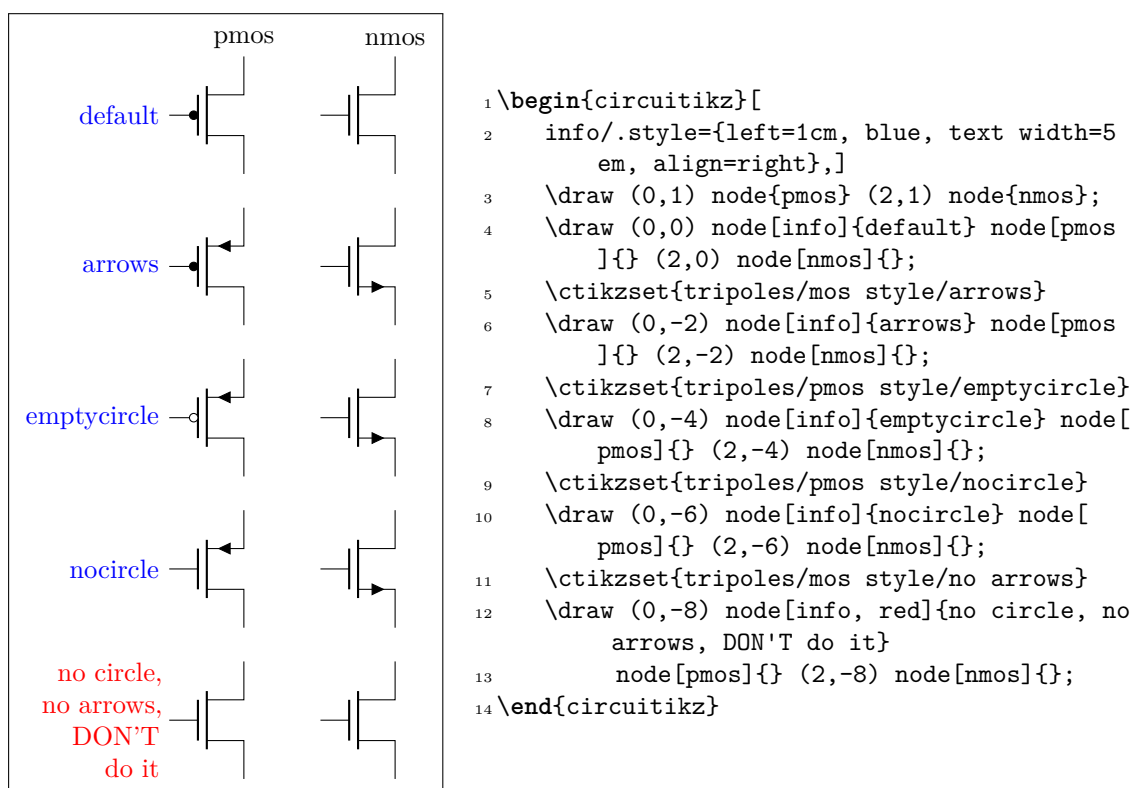 pmos nmos
default
arrows
emptycircle
nocircle
no circle,
no arrows,
DON'T
do it
1 \begin{circuitikz}[
2 info/.style={left=1cm, blue, text width=5
em, align=right},]
3 \draw (0,1) node{pmos} (2,1) node{nmos};
4 \draw (0,0) node[info]{default} node[pmos
]{} (2,0) node[nmos]{};
5 \ctikzset{tripoles/mos style/arrows}
6 \draw (0,-2) node[info]{arrows} node[pmos
]{} (2,-2) node[nmos]{};
7 \ctikzset{tripoles/pmos style/emptycircle}
8 \draw (0,-4) node[info]{emptycircle} node[
pmos]{} (2,-4) node[nmos]{};
9 \ctikzset{tripoles/pmos style/nocircle}
10 \draw (0,-6) node[info]{nocircle} node[
pmos]{} (2,-6) node[nmos]{};
11 \ctikzset{tripoles/mos style/no arrows}
12 \draw (0,-8) node[info, red]{no circle, no
arrows, DON'T do it}
13 node[pmos]{} (2,-8) node[nmos]{};
14 \end{circuitikz}